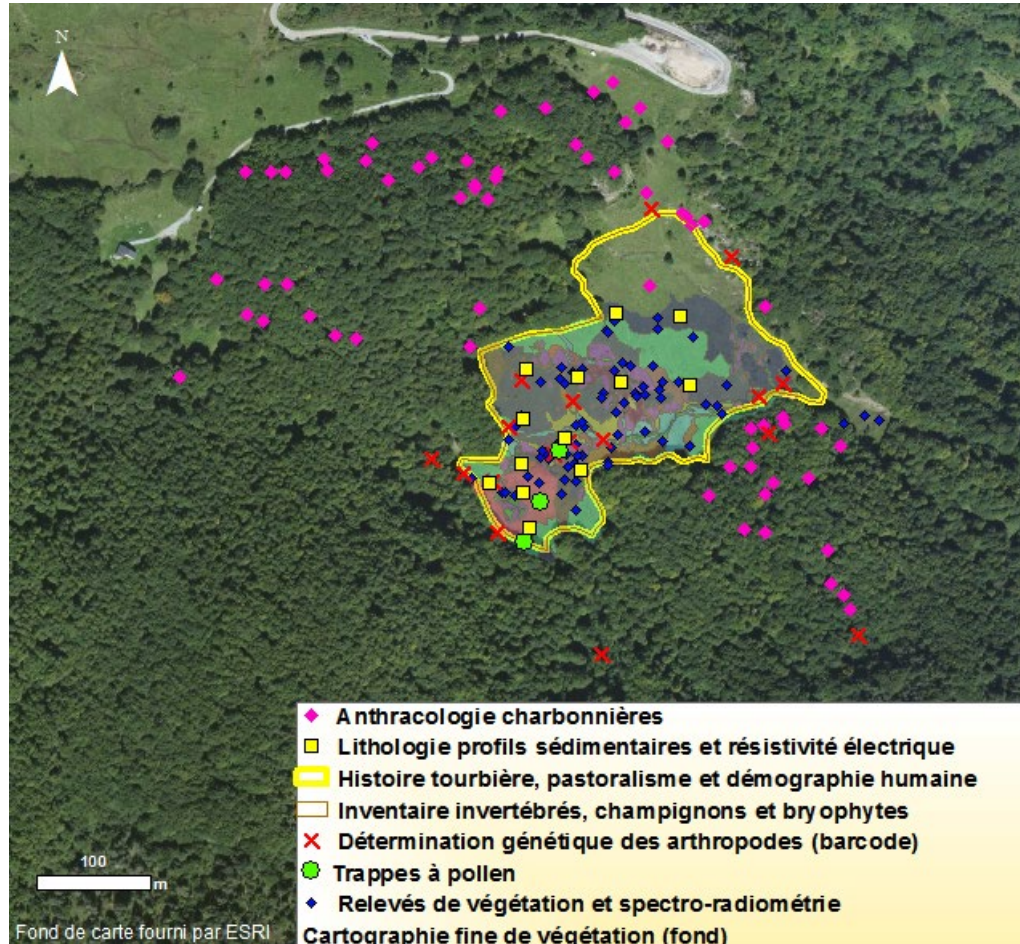 N
Anthracologie charbonnières
Lithologie profils sédimentaires et résistivité électrique
Histoire tourbière, pastoralisme et démographie humaine
Inventaire invertébrés, champignons et bryophytes
Détermination génétique des arthropodes (barcode)
Trappes à pollen
Relevés de végétation et spectro-radiométrie
Cartographie fine de végétation (fond)
100
m
Fond de carte fourni par ESRI